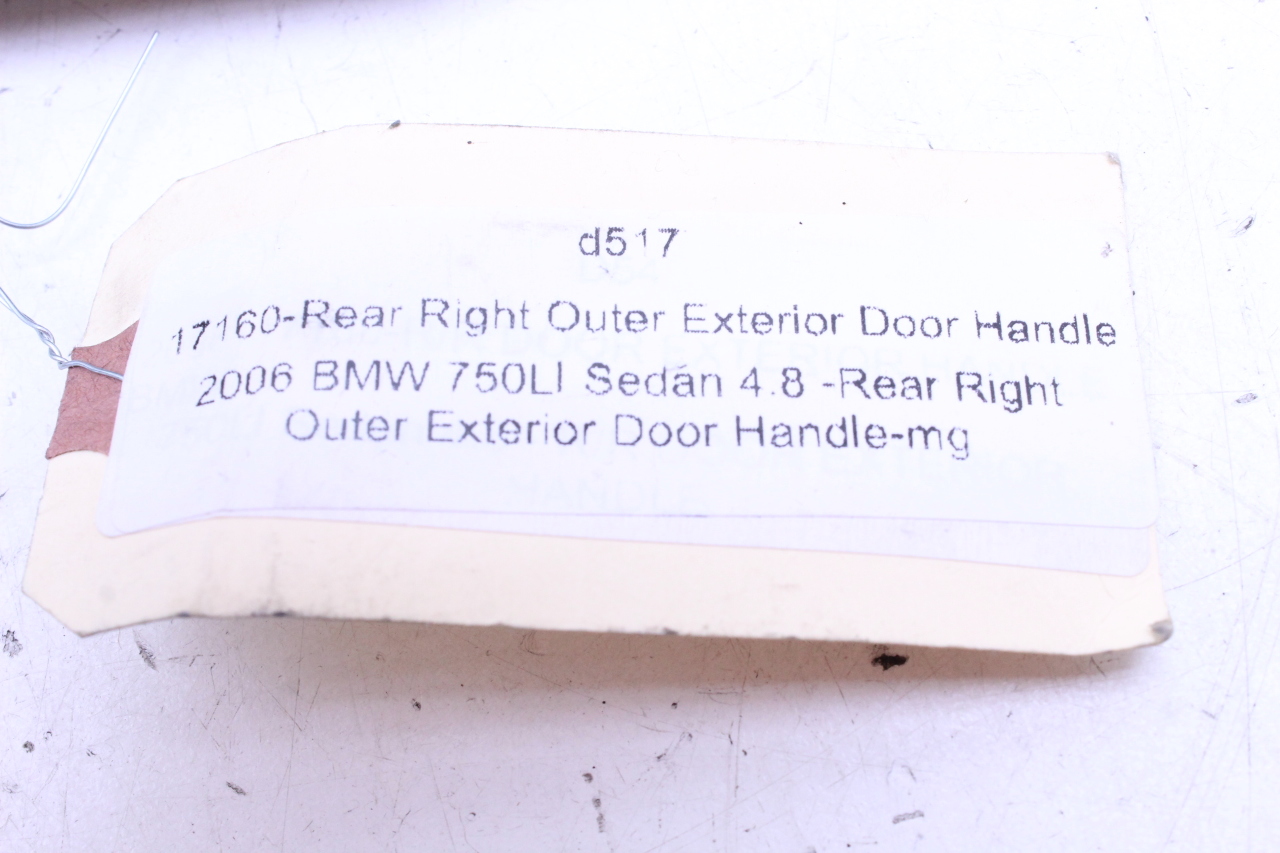 d517
17160-Rear Right Outer Exterior Door Handle
2006 BMW 750LI Sedan 4.8 -Rear Right
Outer Exterior Door Handle-mg